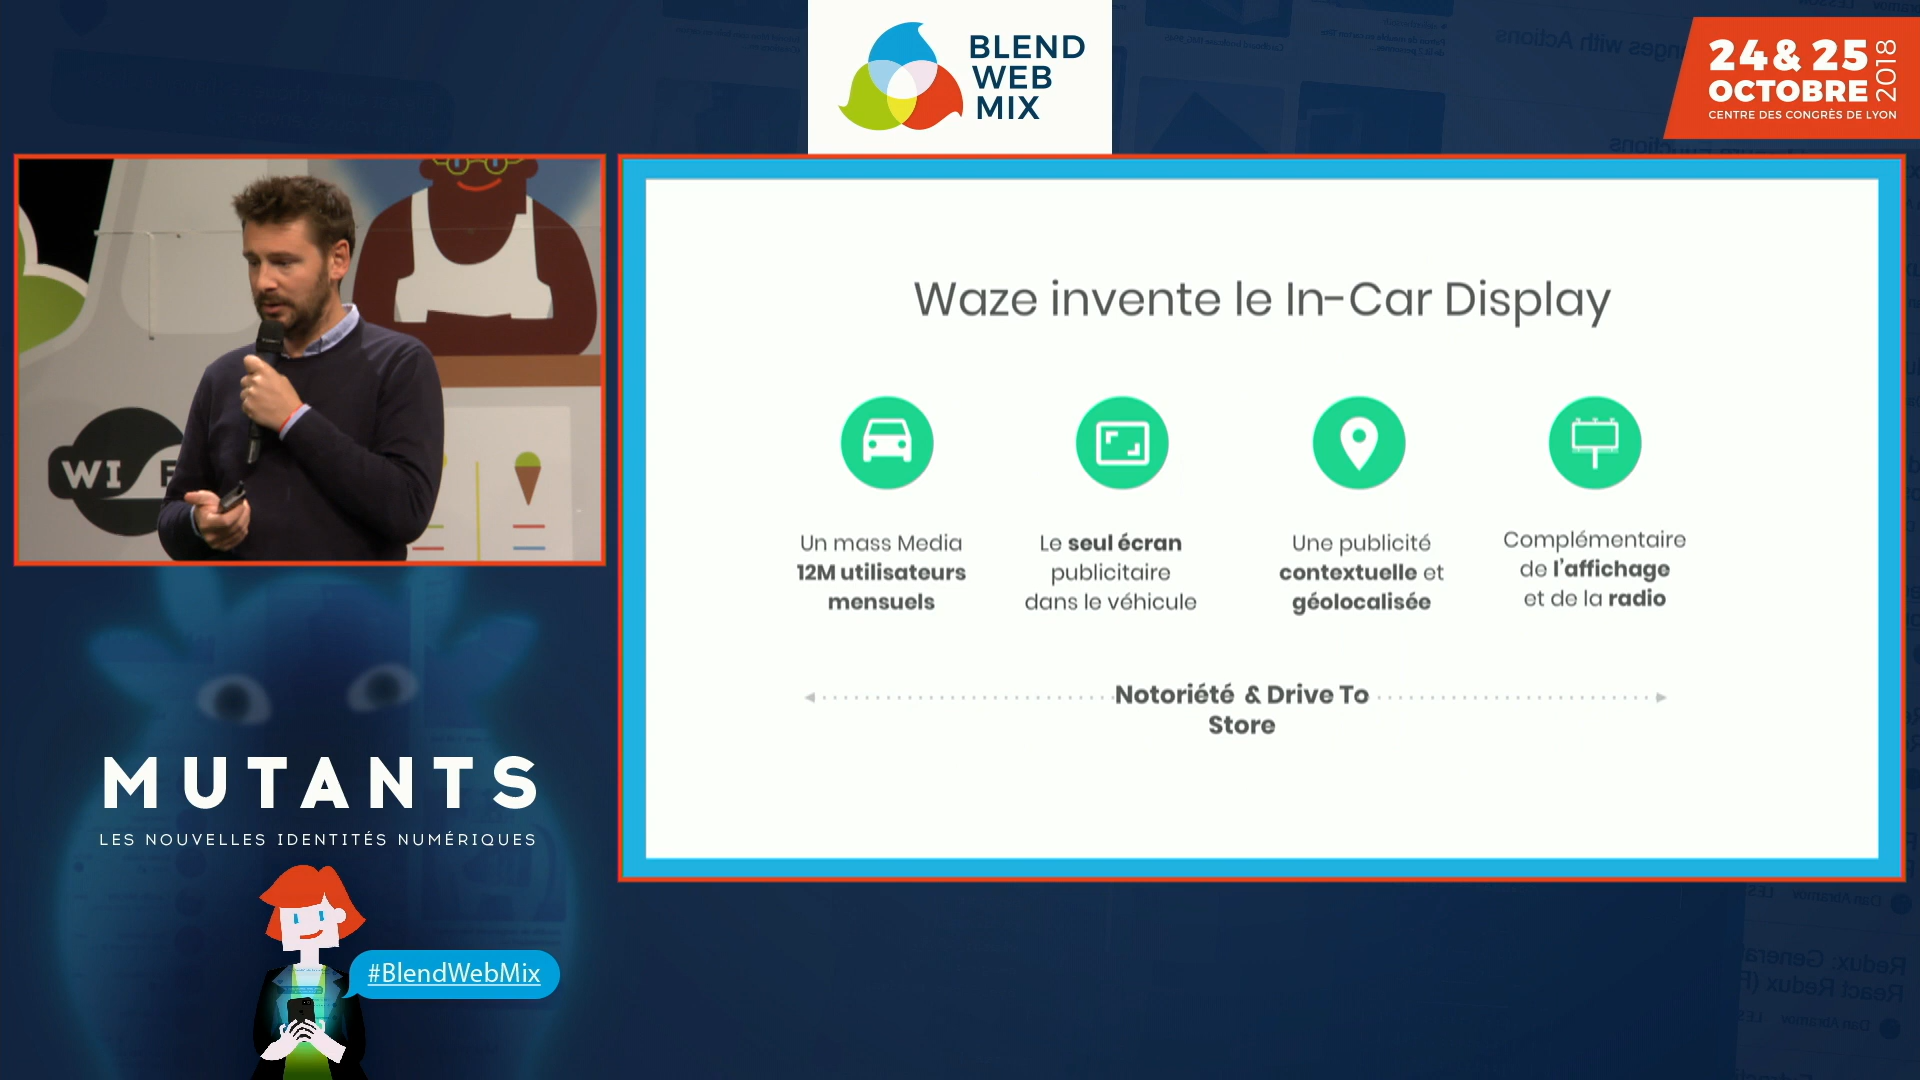 BLEND
WEB
MIX
24 & 25
OCTOBRE
2018
CENTRE DES CONGRÈS DE LYON
WI
Waze invente le In-Car Display
Un mass Media
12M utilisateurs
mensuels
Le seul écran
publicitaire
dans le véhicule
Une publicité
contextuelle et
géolocalisée
Complémentaire
de l'affichage
et de la radio
Notoriété & Drive To
Store
MUTANTS
LES NOUVELLES IDENTITÉS NUMÉRIQUES
#BlendWebMix